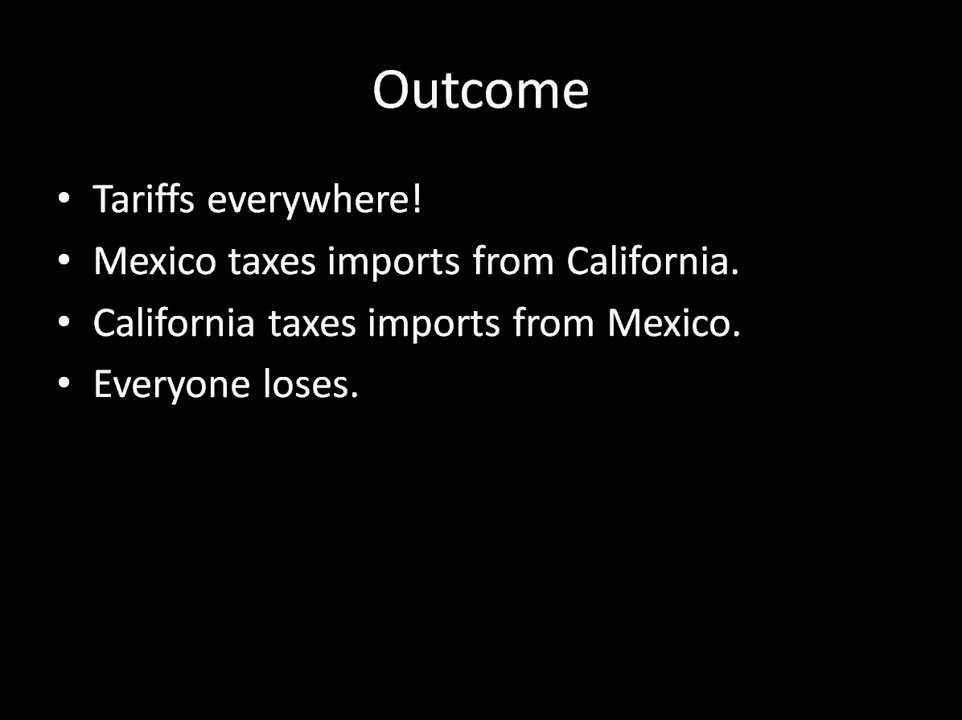 Outcome
• Tariffs everywhere!
• Mexico taxes imports from California.
• California taxes imports from Mexico.
• Everyone loses.